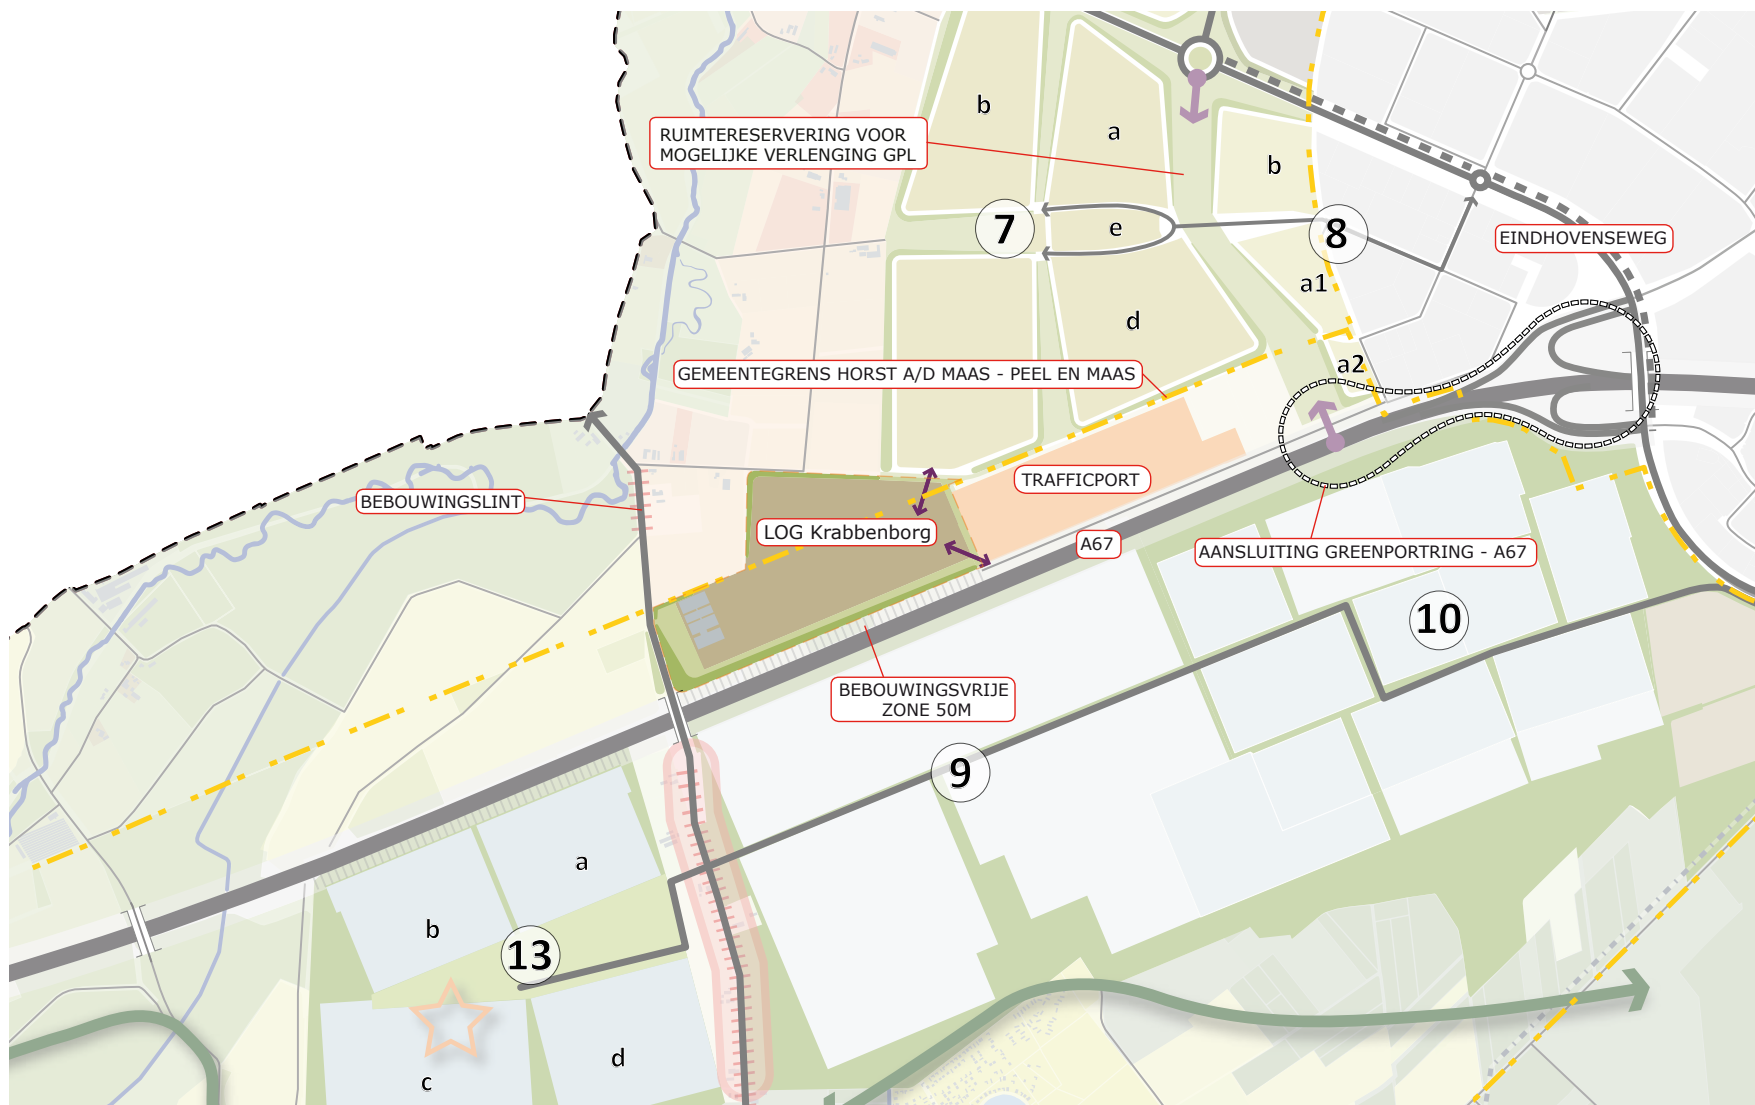 b
a
RUIMTERESERVERING VOOR
MOGELIJKE VERLENGING GPL
b
7
e
8
EINDHOVENSEWEG
a1
d
a2
GEMEENTEGRENS HORST A/D MAAS - PEEL EN MAAS
TRAFFICPORT
BEBOUWINGSLINT
LOG Krabbenborg
A67
AANSLUITING GREENPORTRING - A67
10
BEBOUWINGSVRIJE
ZONE 50M
9
a
b
13
c
d